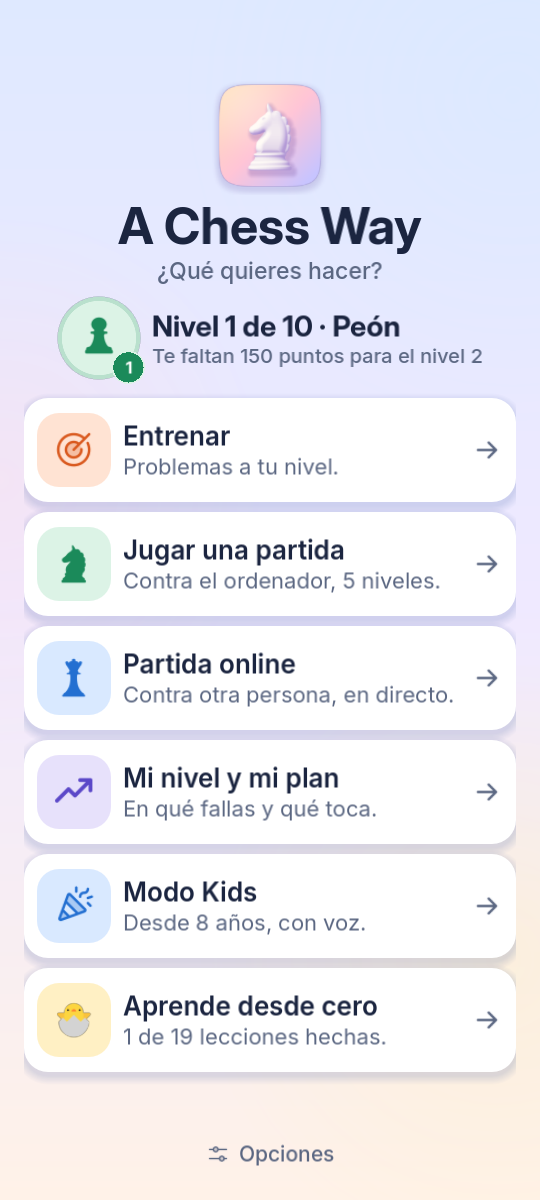 A Chess Way
¿Qué quieres hacer?
Nivel 1 de 10 · Peón
1
Te faltan 150 puntos para el nivel 2
Entrenar
Problemas a tu nivel.
Jugar una partida
Contra el ordenador, 5 niveles.
Partida online
Contra otra persona, en directo.
Mi nivel y mi plan
En qué fallas y qué toca.
Modo Kids
Desde 8 años, con voz.
Aprende desde cero
1 de 19 lecciones hechas.
Opciones